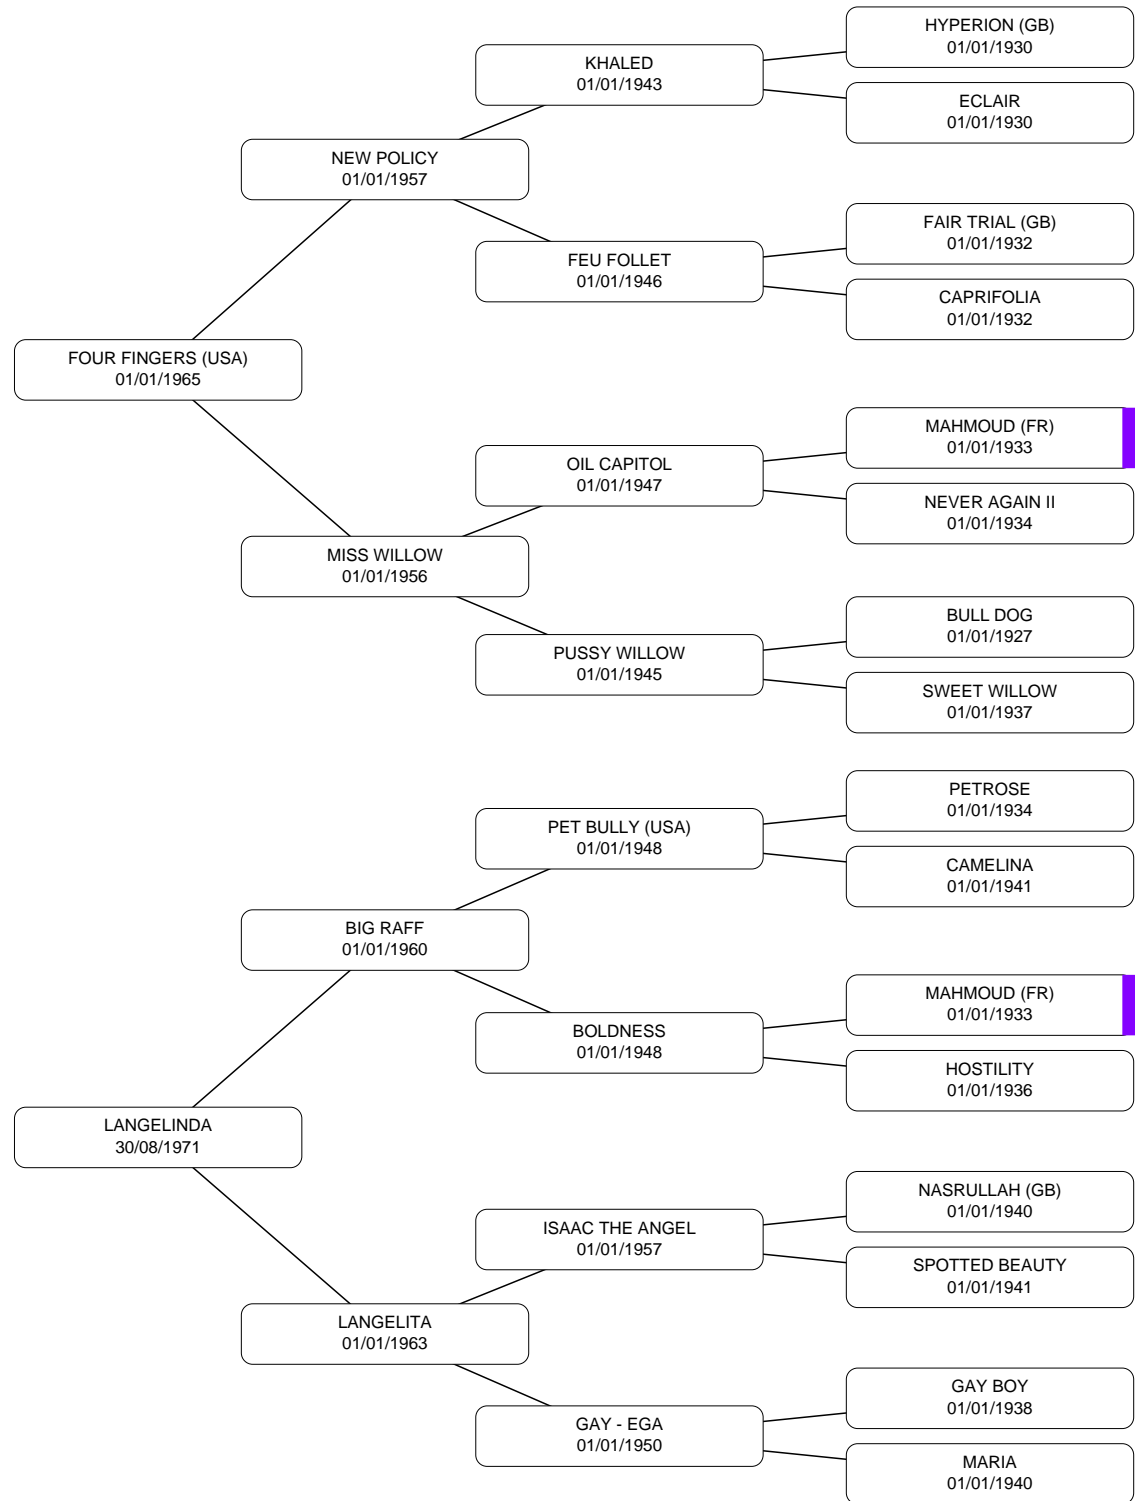 HYPERION (GB)
01/01/1930
KHALED
01/01/1943
ECLAIR
01/01/1930
NEW POLICY
01/01/1957
FAIR TRIAL (GB)
01/01/1932
FEU FOLLET
01/01/1946
CAPRIFOLIA
01/01/1932
FOUR FINGERS (USA)
01/01/1965
MAHMOUD (FR)
01/01/1933
OIL CAPITOL
01/01/1947
NEVER AGAIN II
01/01/1934
MISS WILLOW
01/01/1956
BULL DOG
01/01/1927
PUSSY WILLOW
01/01/1945
SWEET WILLOW
01/01/1937
PETROSE
01/01/1934
PET BULLY (USA)
01/01/1948
CAMELINA
01/01/1941
BIG RAFF
01/01/1960
MAHMOUD (FR)
01/01/1933
BOLDNESS
01/01/1948
HOSTILITY
01/01/1936
LANGELINDA
30/08/1971
NASRULLAH (GB)
01/01/1940
ISAAC THE ANGEL
01/01/1957
SPOTTED BEAUTY
01/01/1941
LANGELITA
01/01/1963
GAY BOY
01/01/1938
GAY - EGA
01/01/1950
MARIA
01/01/1940